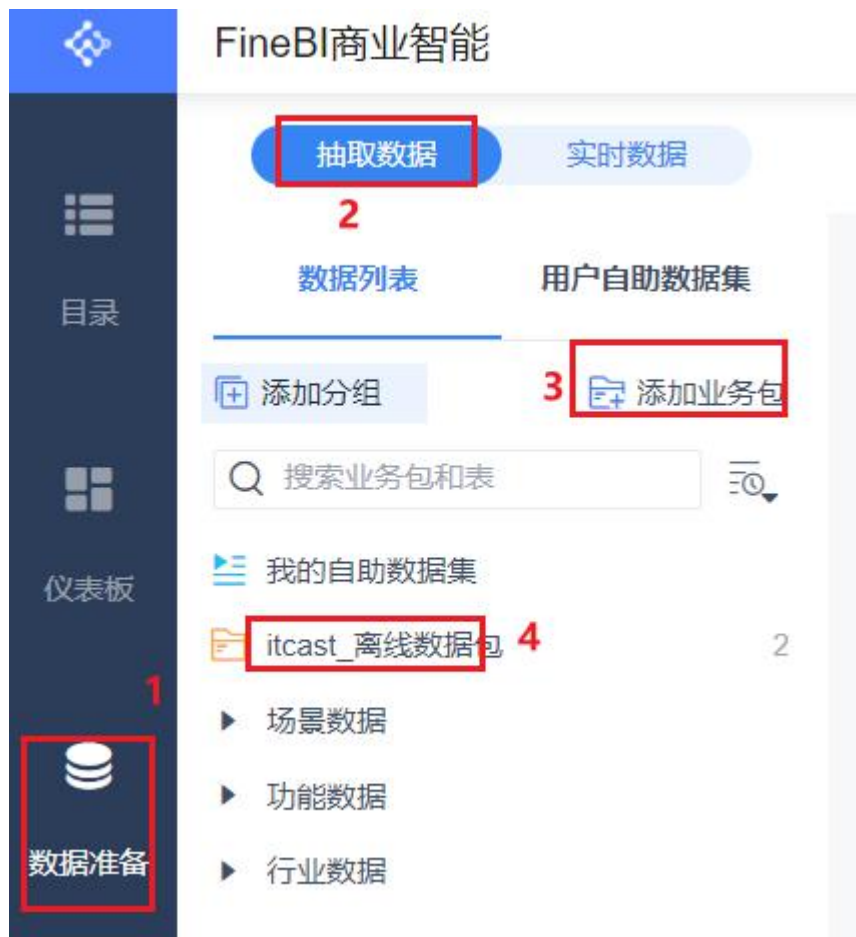 FineBI商业智能
抽取数据
实时数据
2
数据列表
用户自助数据集
目录
添加分组
3
添加业务包
搜索业务包和表
仪表板
我的自助数据集
itcast_离线数据包
4
2
1
场景数据
功能数据
数据准备
行业数据